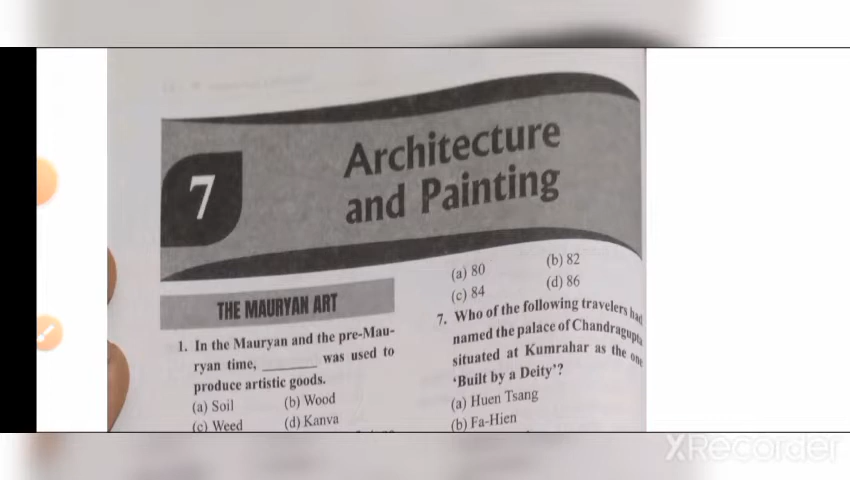 7
Architecture
and Painting
THE MAURYAN ART
1. In the Mauryan and the pre-Mau-
ryan time, ________ was used to
produce artistic goods.
(a) Soil (b) Wood
(c) Weed (d) Kanva
(a) 80 (b) 82
(c) 84 (d) 86
7. Who of the following travelers had
named the palace of Chandragupta
situated at Kumrahar as the one
‘Built by a Deity’?
(a) Huen Tsang
(b) Fa-Hien
XRecorder